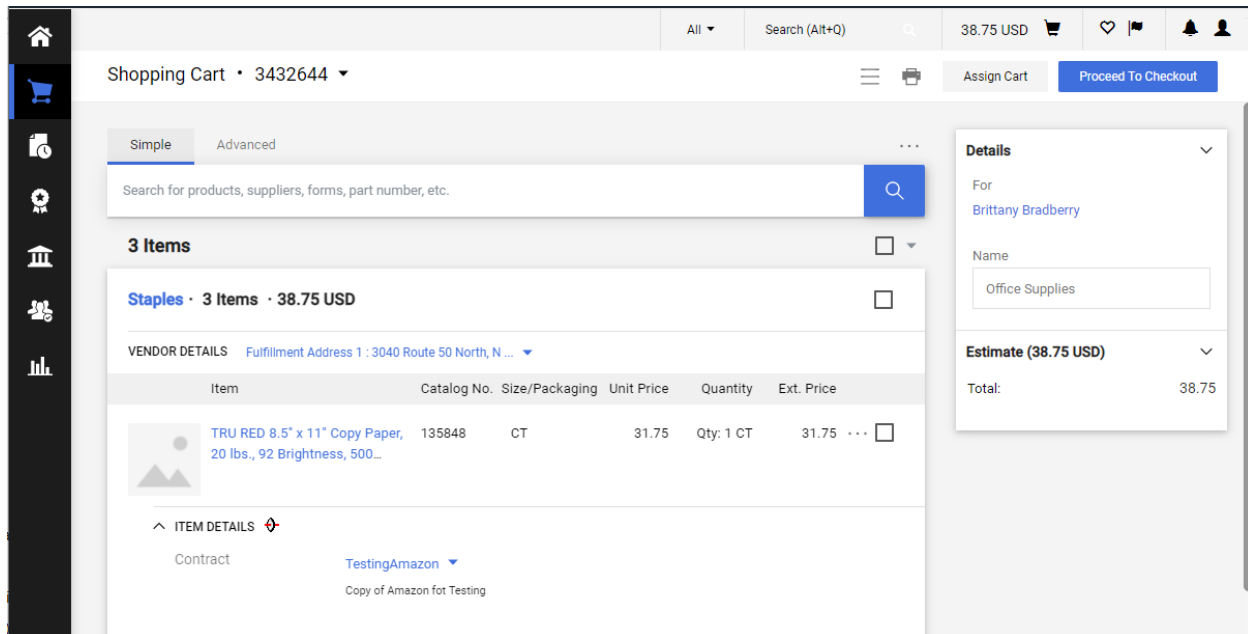 All
Search (Alt+Q)
38.75 USD
Shopping Cart • 3432644
Assign Cart
Proceed To Checkout
Simple
Advanced
...
Search for products, suppliers, forms, part number, etc.
3 Items
Staples · 3 Items · 38.75 USD
VENDOR DETAILS Fulfillment Address 1 : 3040 Route 50 North, N ...
Item Catalog No. Size/Packaging Unit Price Quantity Ext. Price
TRU RED 8.5" x 11" Copy Paper, 135848 CT 31.75 Qty: 1 CT 31.75 ...
20 lbs., 92 Brightness, 500...
ITEM DETAILS
Contract
TestingAmazon
Copy of Amazon fot Testing
Details
For
Brittany Bradberry
Name
Office Supplies
Estimate (38.75 USD)
Total: 38.75